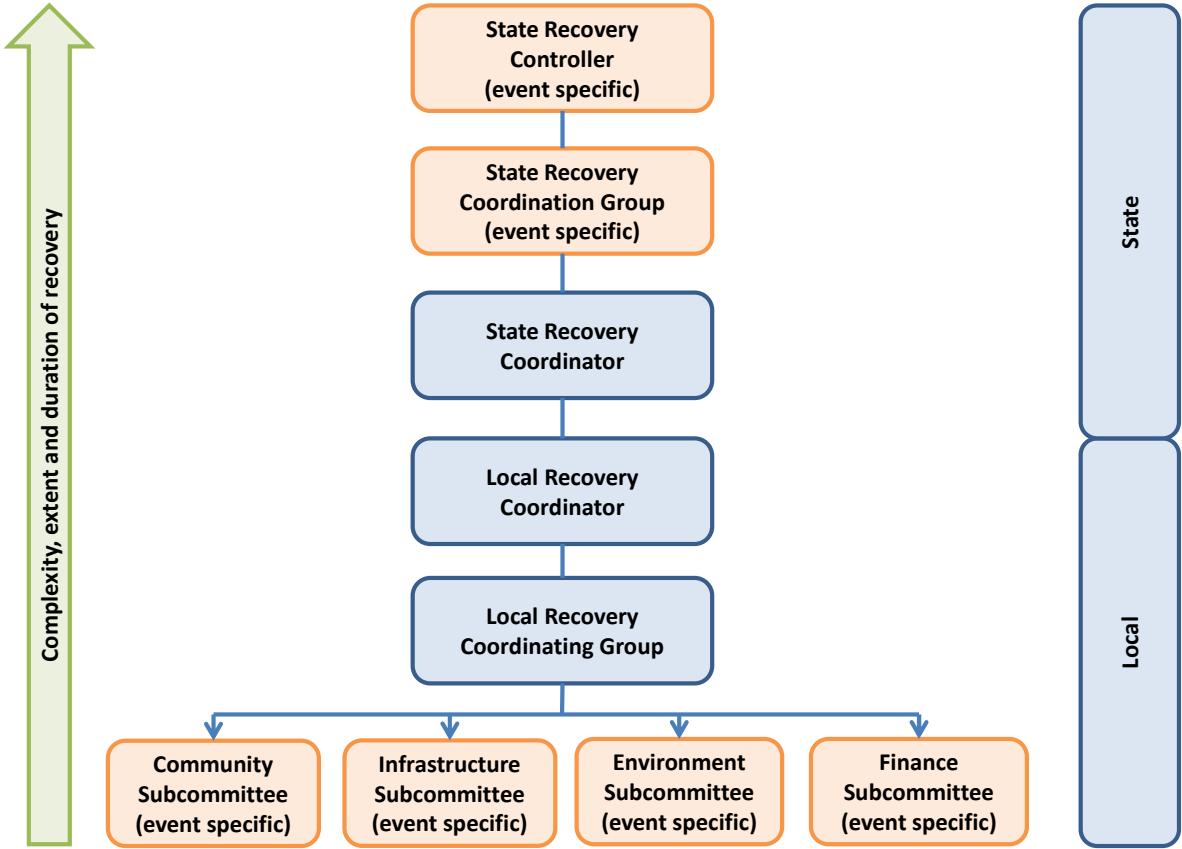 State Recovery
Controller
(event specific)
State Recovery
Coordination Group
(event specific)
State Recovery
Coordinator
Local Recovery
Coordinator
Local Recovery
Coordinating Group
Community
Subcommittee
(event specific)
Infrastructure
Subcommittee
(event specific)
Environment
Subcommittee
(event specific)
Finance
Subcommittee
(event specific)
Complexity, extent and duration of recovery
State
Local